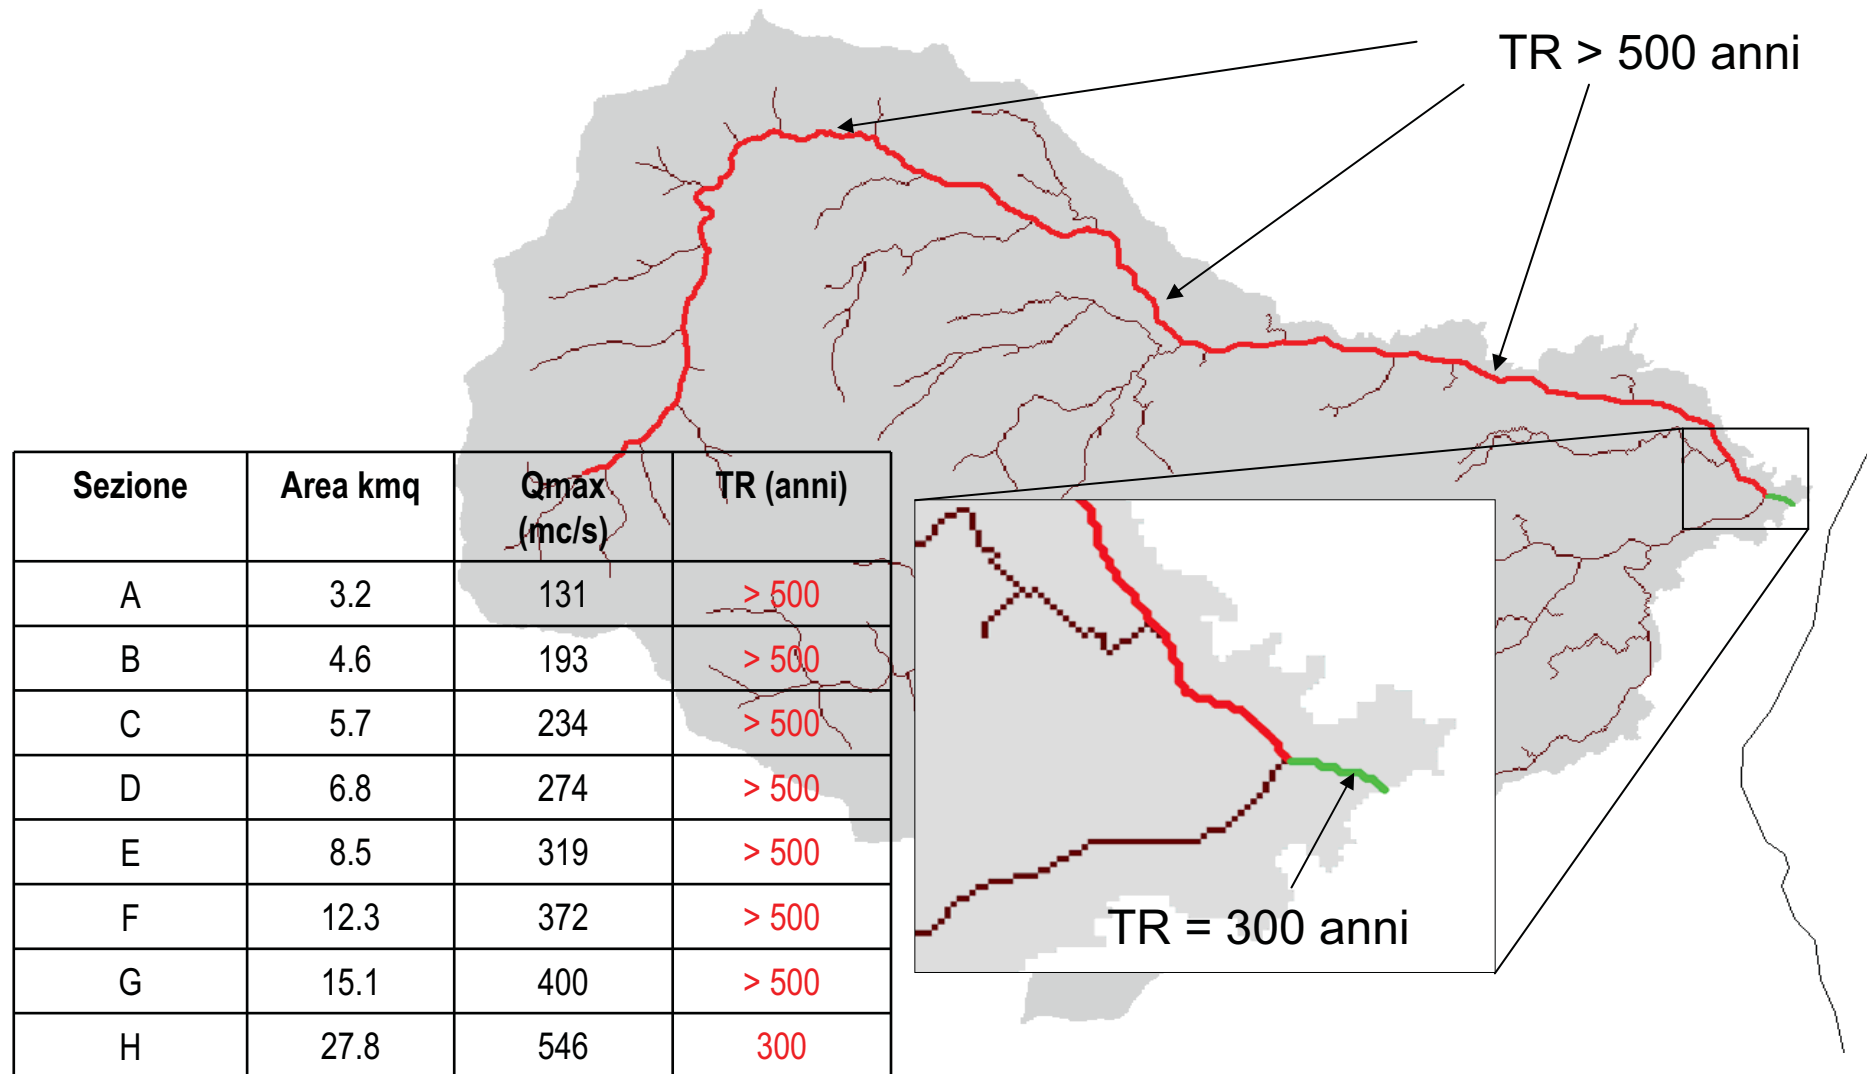 TR > 500 anni
Sezione Area kmq Qmax (mc/s) TR (anni)
A 3.2 131 > 500
B 4.6 193 > 500
C 5.7 234 > 500
D 6.8 274 > 500
E 8.5 319 > 500
F 12.3 372 > 500
G 15.1 400 > 500
H 27.8 546 300
TR = 300 anni